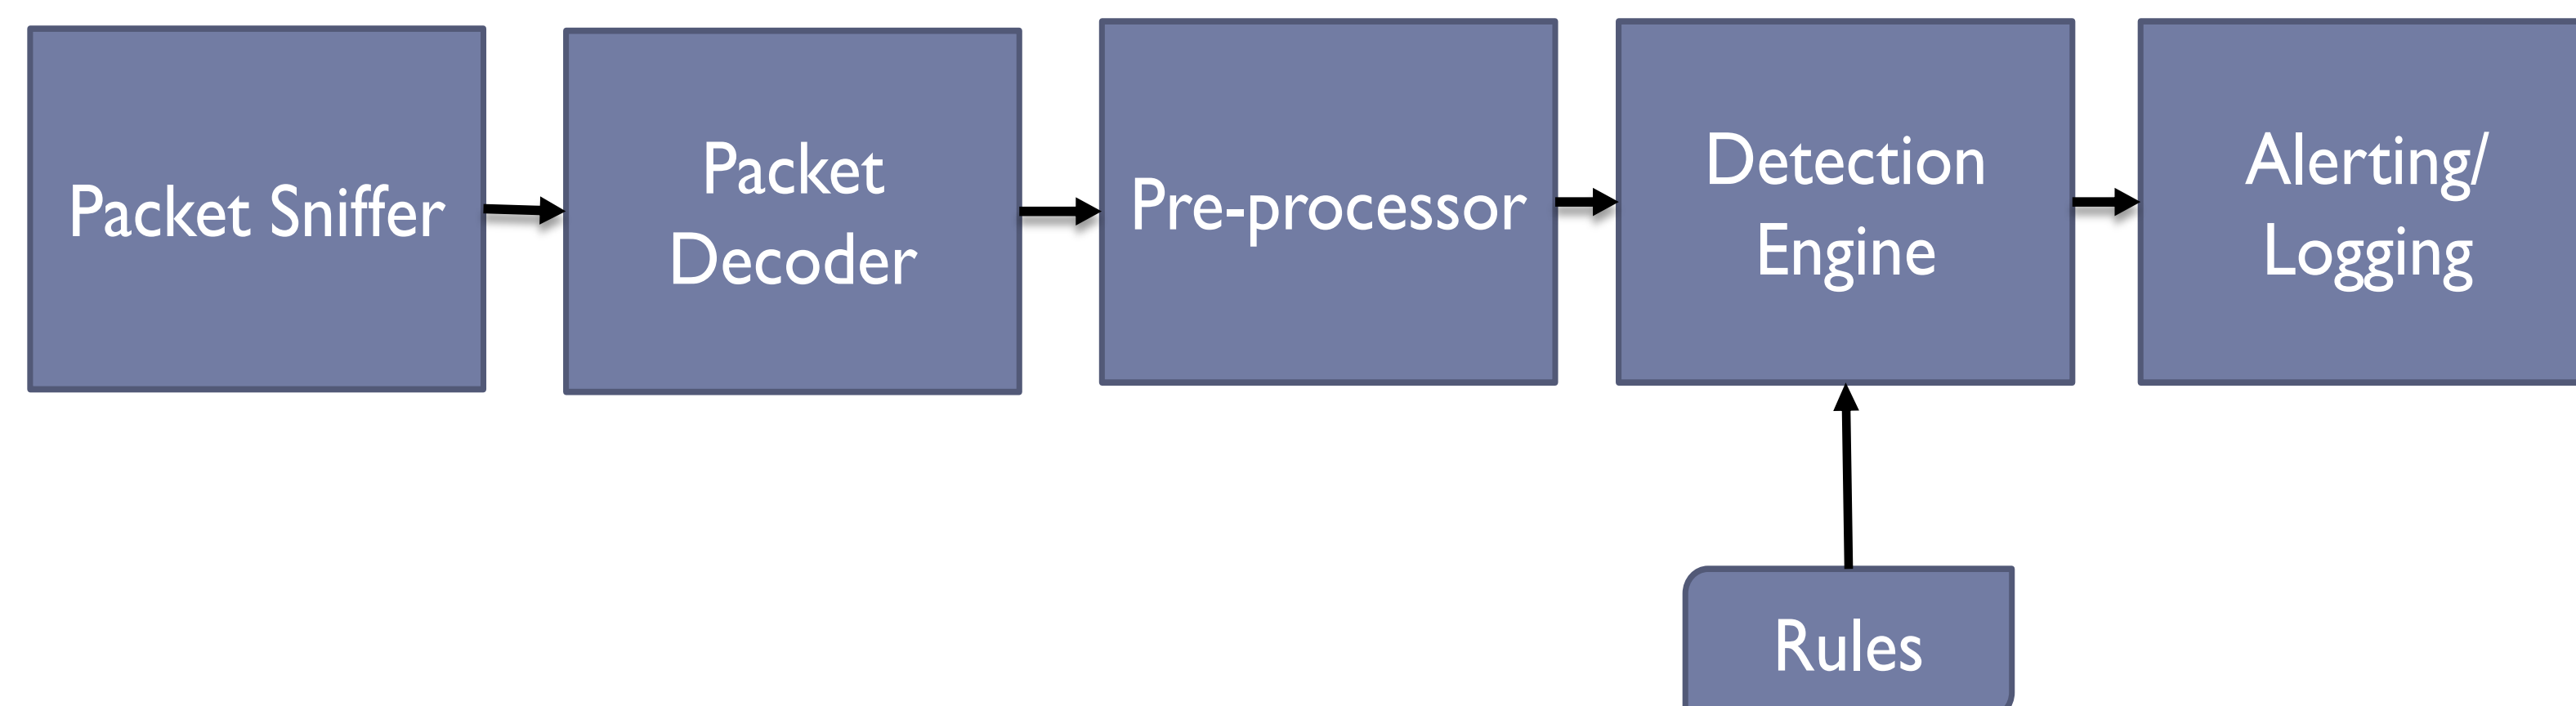 Packet Sniffer
Packet
Decoder
Pre-processor
Detection
Engine
Alerting/
Logging
Rules